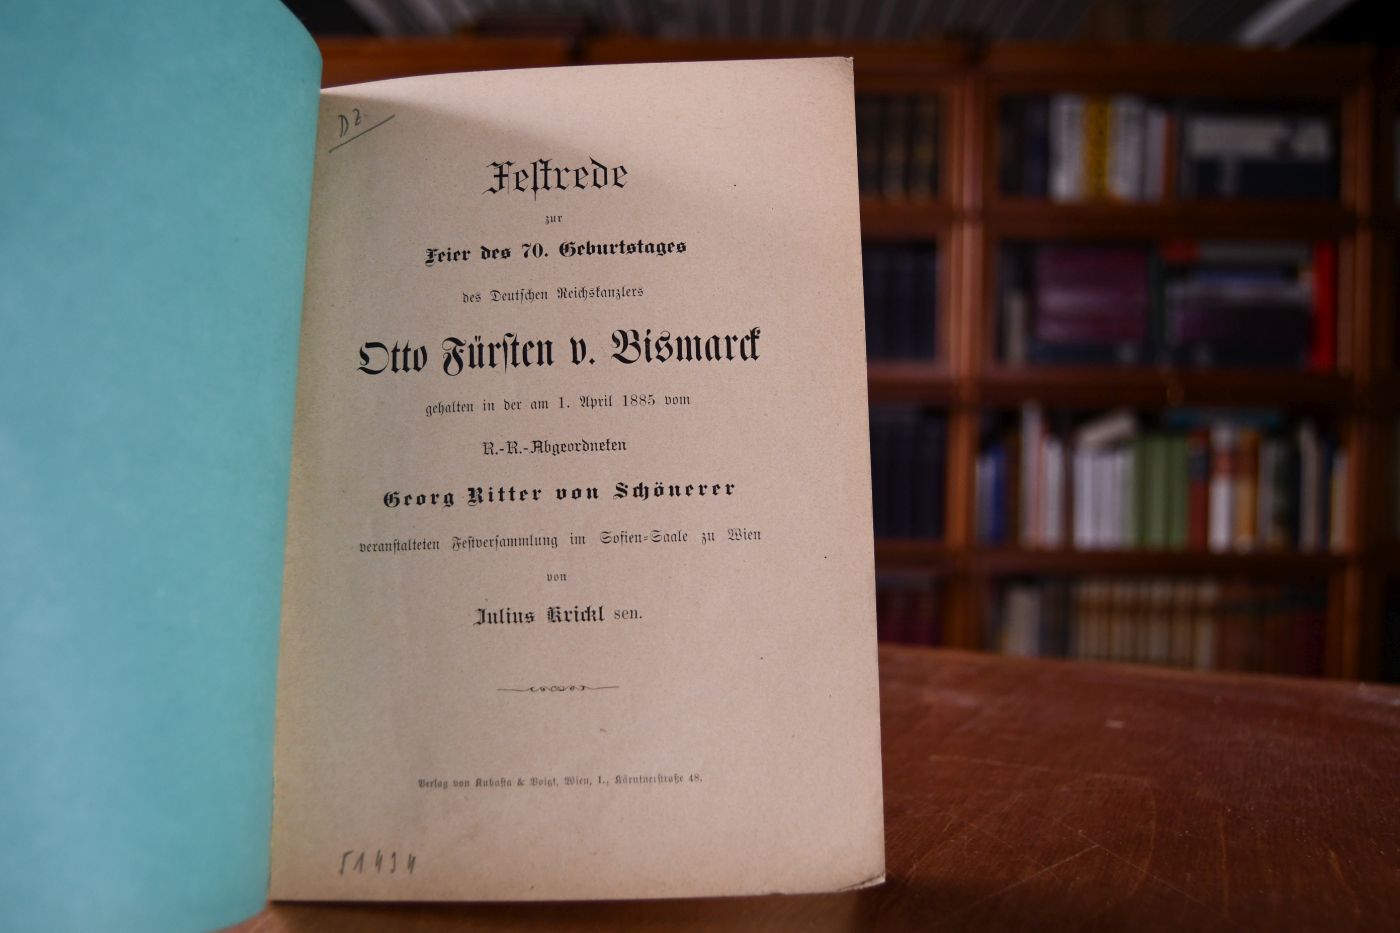 DZ.
Festrede
zur
Feier des 70. Geburtstages
des Deutschen Reichskanzlers
Otto Fürsten v. Bismarck
gehalten in der am 1. April 1885 vom
R.-R.-Abgeordneten
Georg Ritter von Schönerer
veranstalteten Festversammlung im Sofien-Saale zu Wien
von
Julius Krickl sen.
Verlag von Kubasta & Voigt, Wien, I., Kärntnerstraße 48.
51434